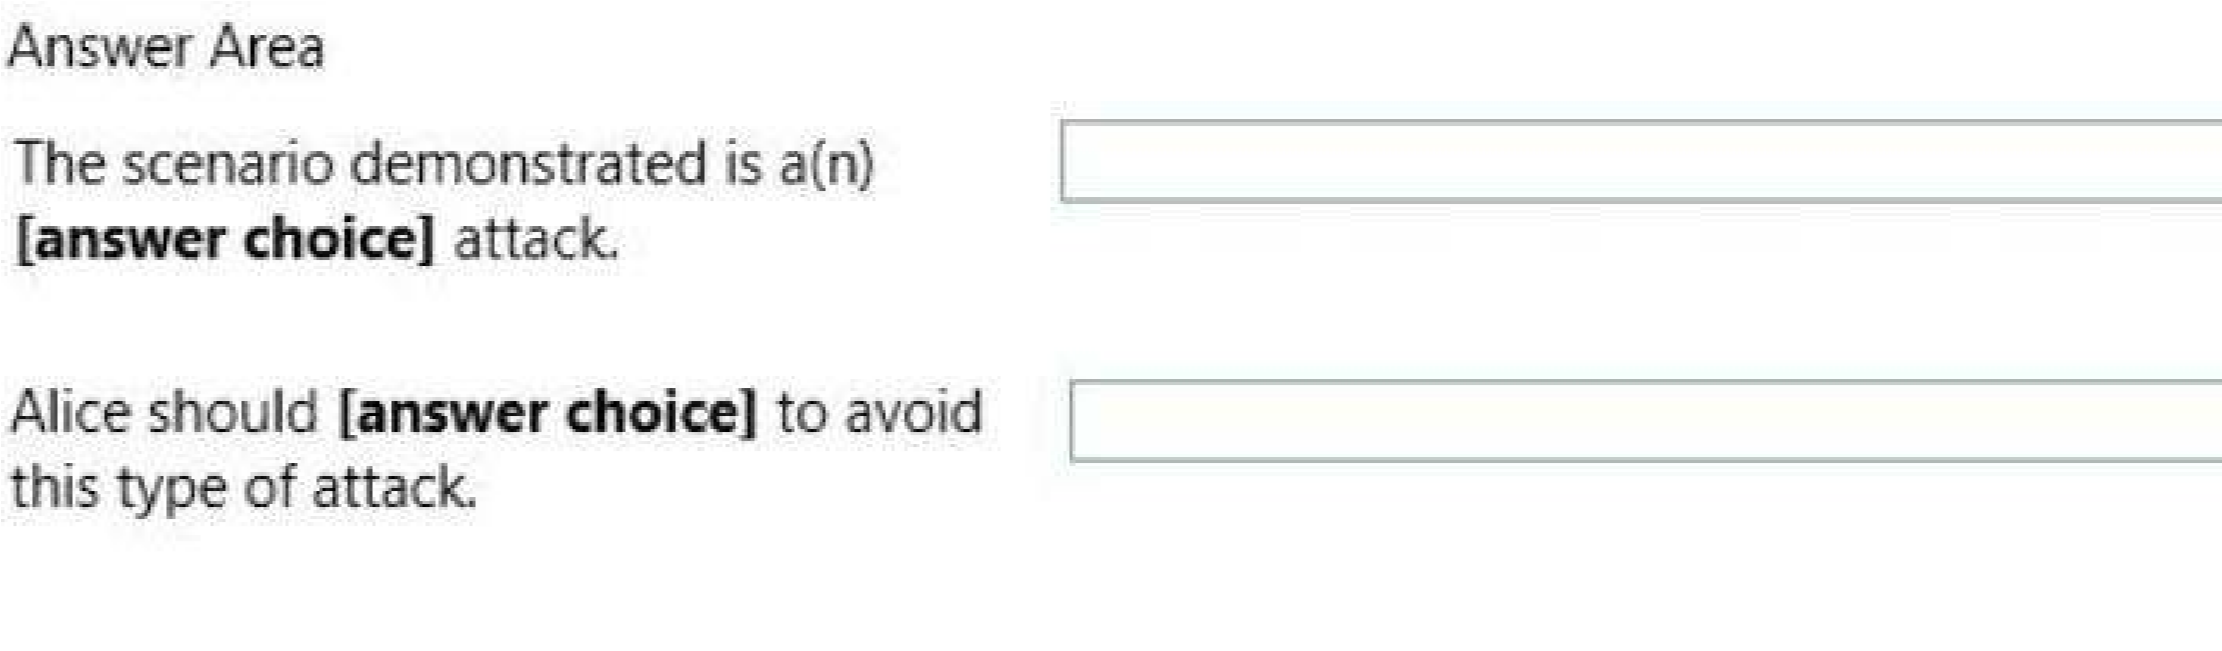 Answer Area
The scenario demonstrated is a(n)
[answer choice] attack.
Alice should [answer choice] to avoid
this type of attack.